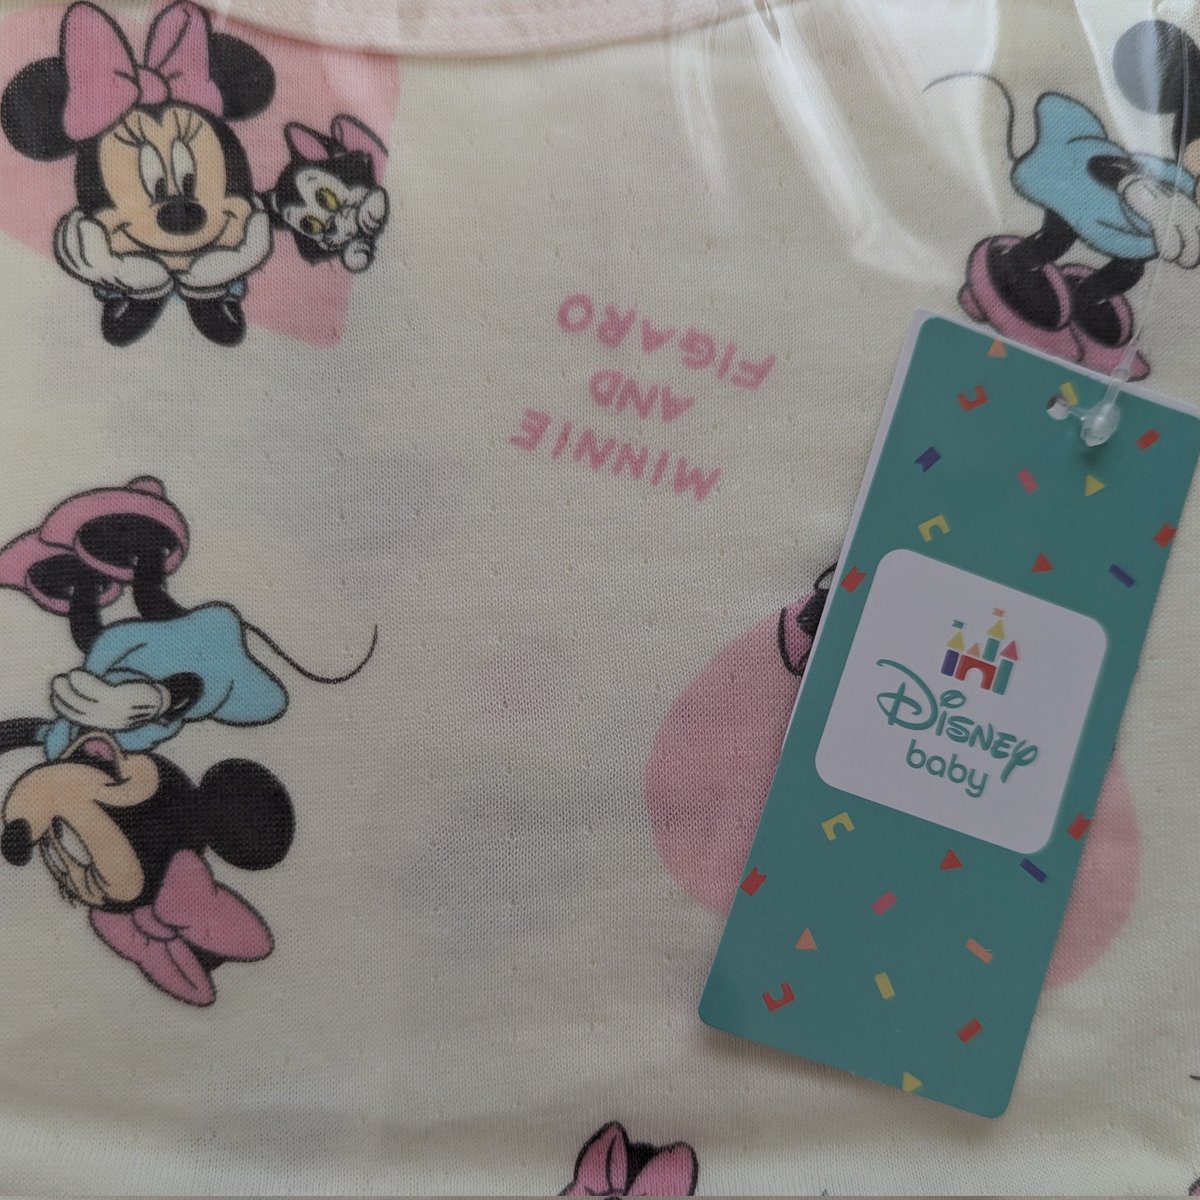 MINNIE
AND
FIGARO
Disney
baby